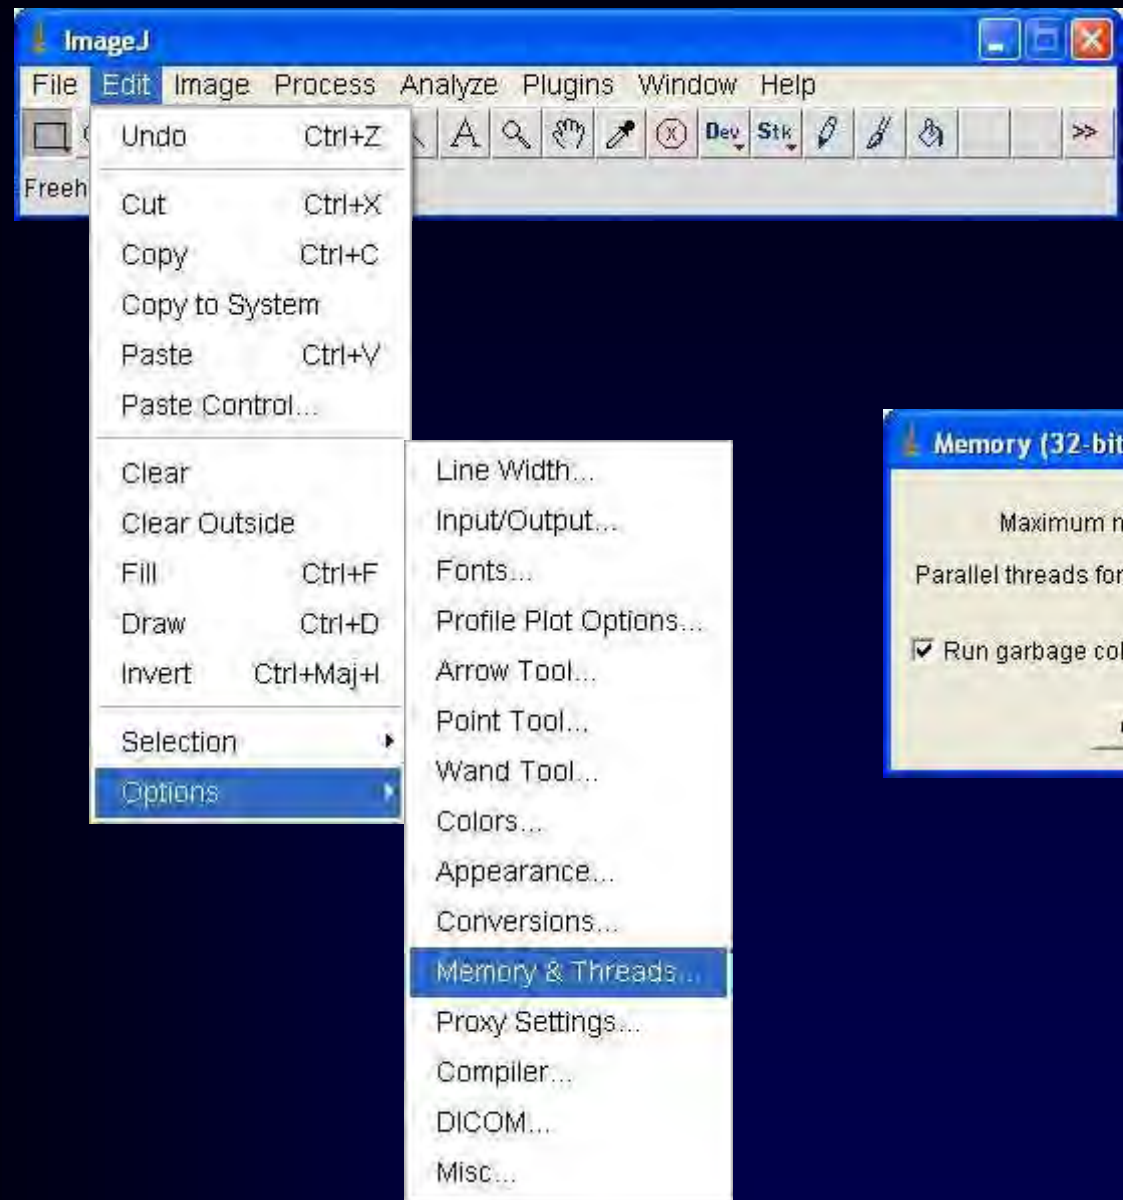 ImageJ
File Edit Image Process Analyze Plugins Window Help
A Dev Stk >>
Freeh
Undo Ctrl+Z
Cut Ctrl+X
Copy Ctrl+C
Copy to System
Paste Ctrl+V
Paste Control...
Clear
Clear Outside
Fill Ctrl+F
Draw Ctrl+D
Invert Ctrl+Maj+I
Selection
Options
Line Width...
Input/Output...
Fonts...
Profile Plot Options...
Arrow Tool...
Point Tool...
Wand Tool...
Colors...
Appearance...
Conversions...
Memory & Threads...
Proxy Settings...
Compiler...
DICOM...
Misc...
Memory (32-bit
Maximum
Parallel threads for
Run garbage col